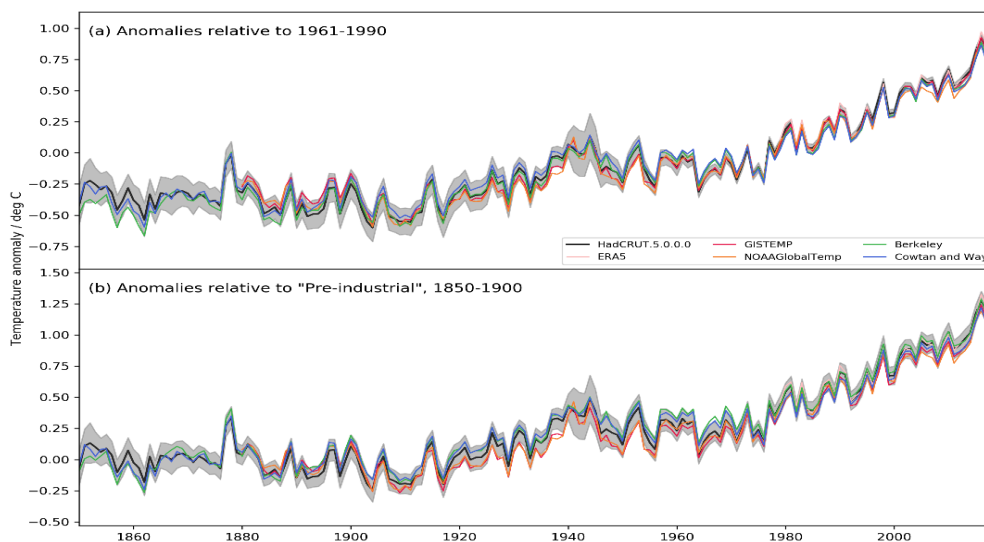 (a) Anomalies relative to 1961-1990
1.00
0.75
0.50
0.25
0.00
−0.25
−0.50
−0.75
HadCRUT.5.0.0.0
ERA5
GISTEMP
NOAAGlobalTemp
Berkeley
Cowtan and Way
Temperature anomaly / deg C
(b) Anomalies relative to "Pre-industrial", 1850-1900
1.50
1.25
1.00
0.75
0.50
0.25
0.00
−0.25
−0.50
1860 1880 1900 1920 1940 1960 1980 2000